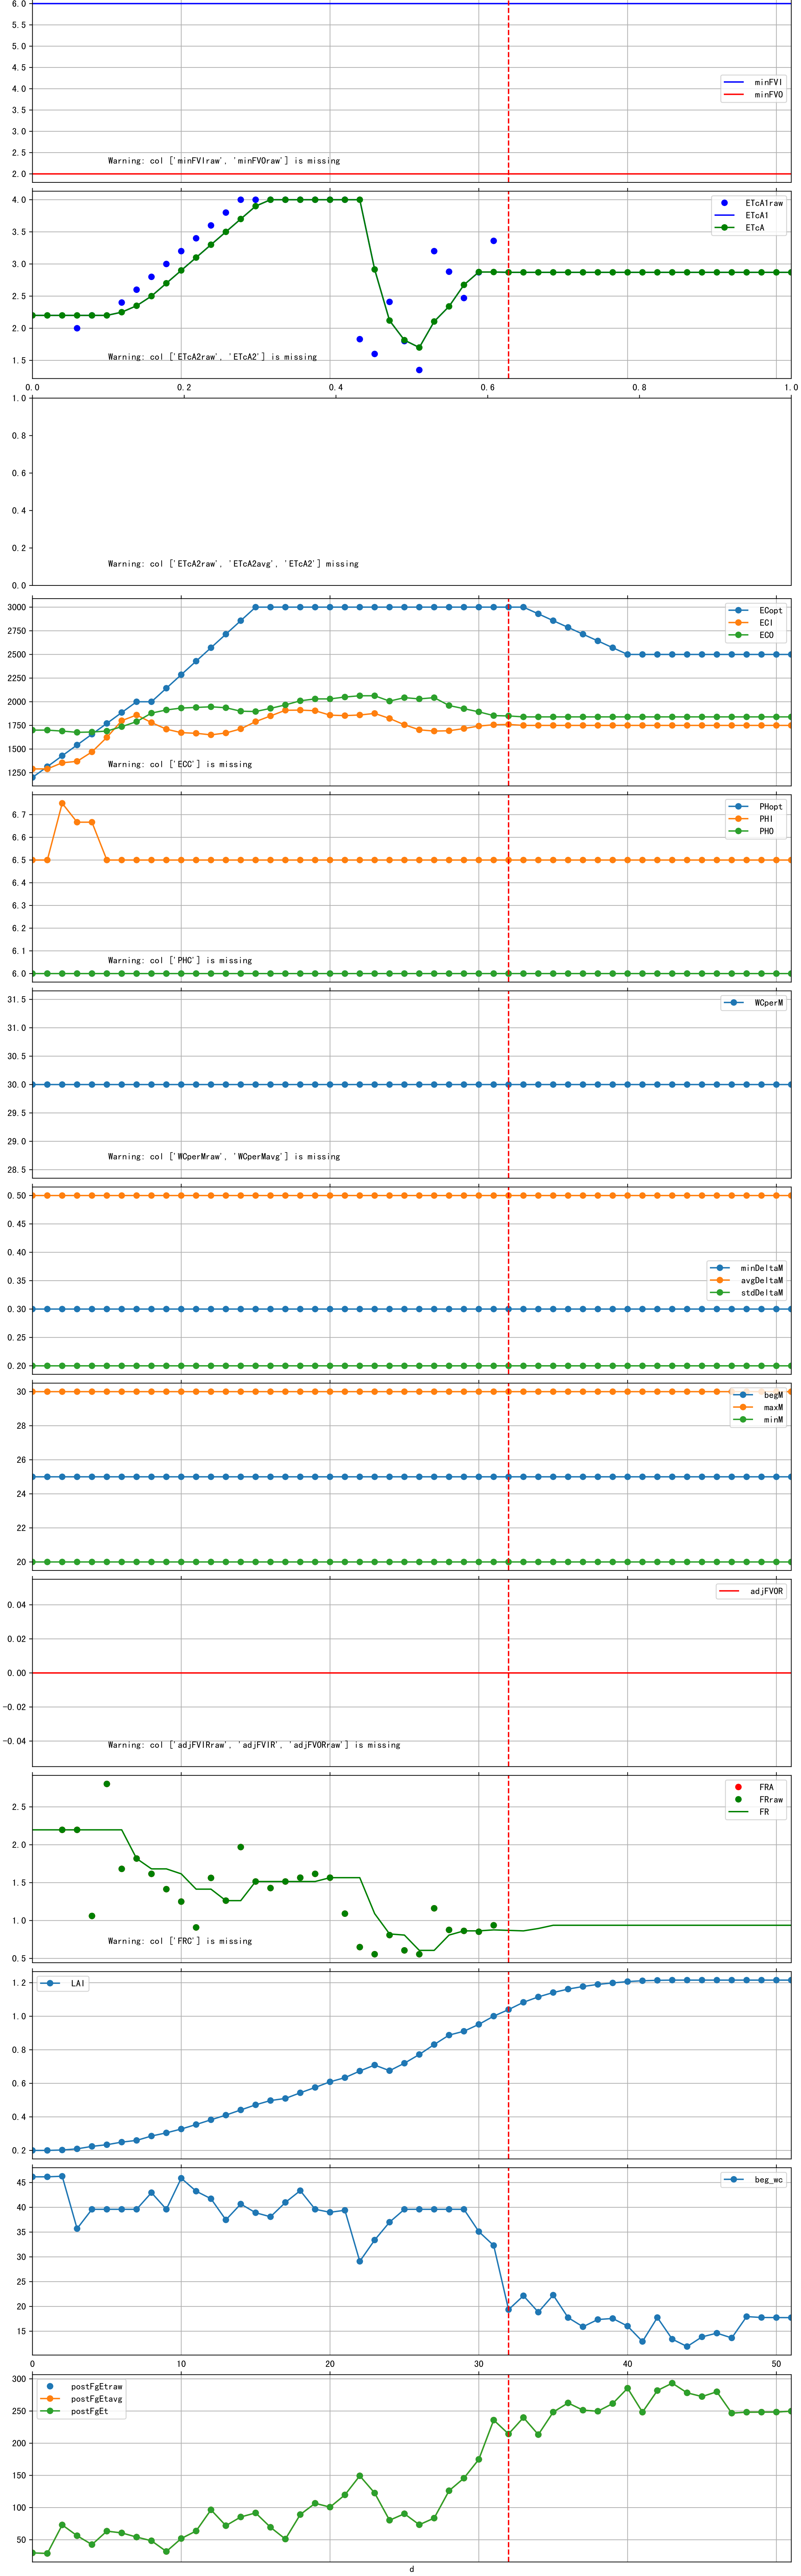 6.0
5.5
5.0
4.5
4.0
3.5
3.0
2.5
2.0
minFVI
minFVO
Warning: col ['minFVIraw', 'minFVOraw'] is missing
4.0
3.5
3.0
2.5
2.0
1.5
ETcA1raw
ETcA1
ETcA
Warning: col ['ETcA2raw', 'ETcA2'] is missing
0.0 0.2 0.4 0.6 0.8 1.0
1.0
0.8
0.6
0.4
0.2
0.0
Warning: col ['ETcA2raw', 'ETcA2avg', 'ETcA2'] missing
3000
2750
2500
2250
2000
1750
1500
1250
ECopt
ECI
ECO
Warning: col ['ECC'] is missing
6.7
6.6
6.5
6.4
6.3
6.2
6.1
6.0
PHopt
PHI
PHO
Warning: col ['PHC'] is missing
31.5
31.0
30.5
30.0
29.5
29.0
28.5
WCperM
Warning: col ['WCperMraw', 'WCperMavg'] is missing
0.50
0.45
0.40
0.35
0.30
0.25
0.20
minDeltaM
avgDeltaM
stdDeltaM
30
28
26
24
22
20
begM
maxM
minM
0.04
0.02
0.00
-0.02
-0.04
adjFVOR
Warning: col ['adjFVIRraw', 'adjFVIR', 'adjFVORraw'] is missing
2.5
2.0
1.5
1.0
0.5
FRA
FRraw
FR
Warning: col ['FRC'] is missing
1.2
1.0
0.8
0.6
0.4
0.2
LAI
45
40
35
30
25
20
15
beg_wc
0 10 20 30 40 50
300
250
200
150
100
50
postFgEtraw
postFgEtavg
postFgEt
d